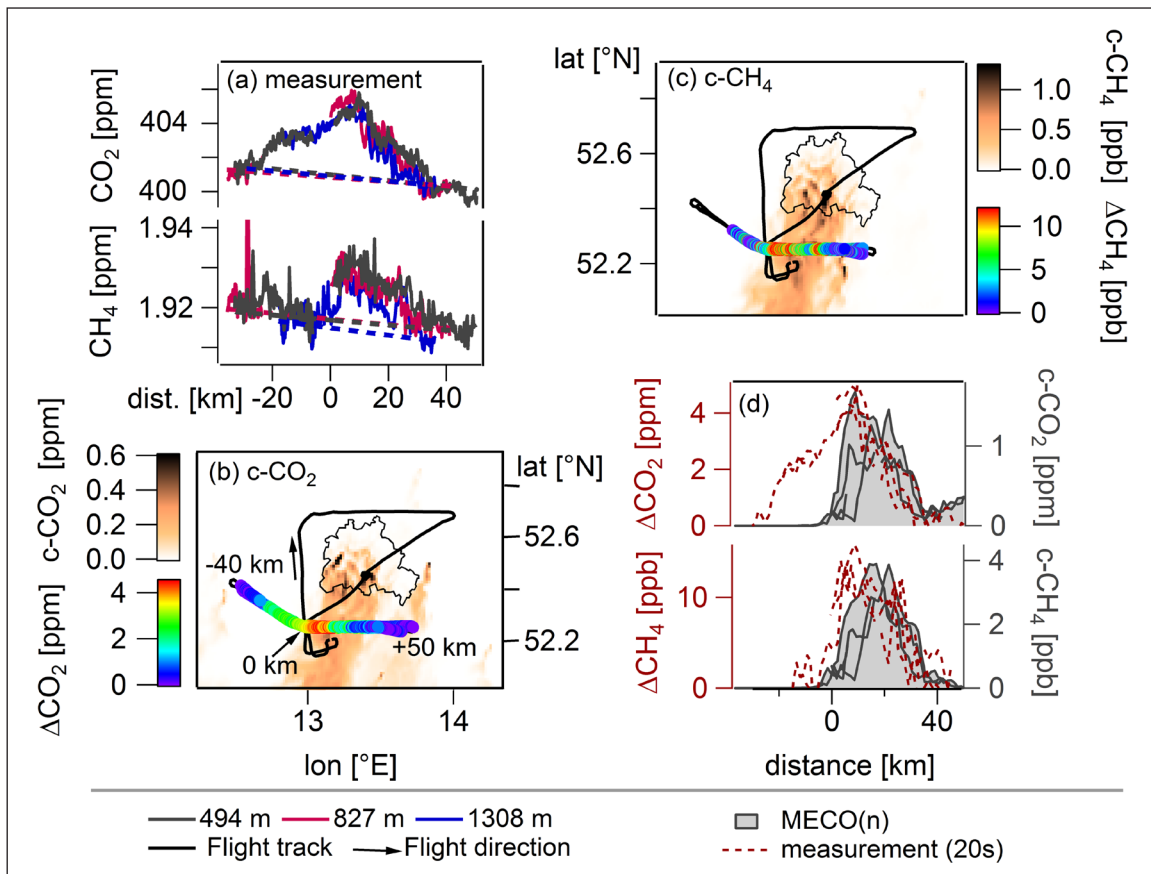 (a) measurement
CO₂ [ppm]
404
400
CH₄ [ppm]
1.94
1.92
dist. [km] -20 0 20 40
lat [°N]
(c) c-CH₄
52.6
52.2
c-CH₄ [ppb]
1.0
0.5
0.0
ΔCH₄ [ppb]
10
5
0
(b) c-CO₂
lat [°N]
c-CO₂ [ppm]
0.6
0.4
0.2
0.0
ΔCO₂ [ppm]
4
2
0
-40 km
0 km
+50 km
52.6
52.2
13 14
lon [°E]
(d)
ΔCO₂ [ppm]
4
2
0
c-CO₂ [ppm]
1
0
ΔCH₄ [ppb]
10
0
c-CH₄ [ppb]
4
2
0
0 40
distance [km]
494 m 827 m 1308 m
Flight track Flight direction
MECO(n)
measurement (20s)